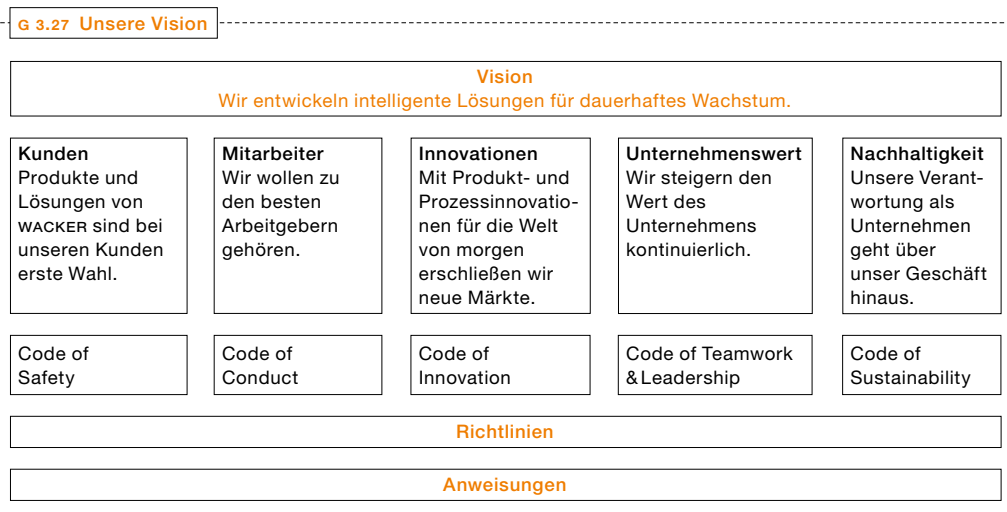 G 3.27 Unsere Vision
Vision
Wir entwickeln intelligente Lösungen für dauerhaftes Wachstum.
Kunden
Produkte und
Lösungen von
WACKER sind bei
unseren Kunden
erste Wahl.
Mitarbeiter
Wir wollen zu
den besten
Arbeitgebern
gehören.
Innovationen
Mit Produkt- und
Prozessinnovatio-
nen für die Welt
von morgen
erschließen wir
neue Märkte.
Unternehmenswert
Wir steigern den
Wert des
Unternehmens
kontinuierlich.
Nachhaltigkeit
Unsere Verant-
wortung als
Unternehmen
geht über
unser Geschäft
hinaus.
Code of
Safety
Code of
Conduct
Code of
Innovation
Code of Teamwork
& Leadership
Code of
Sustainability
Richtlinien
Anweisungen